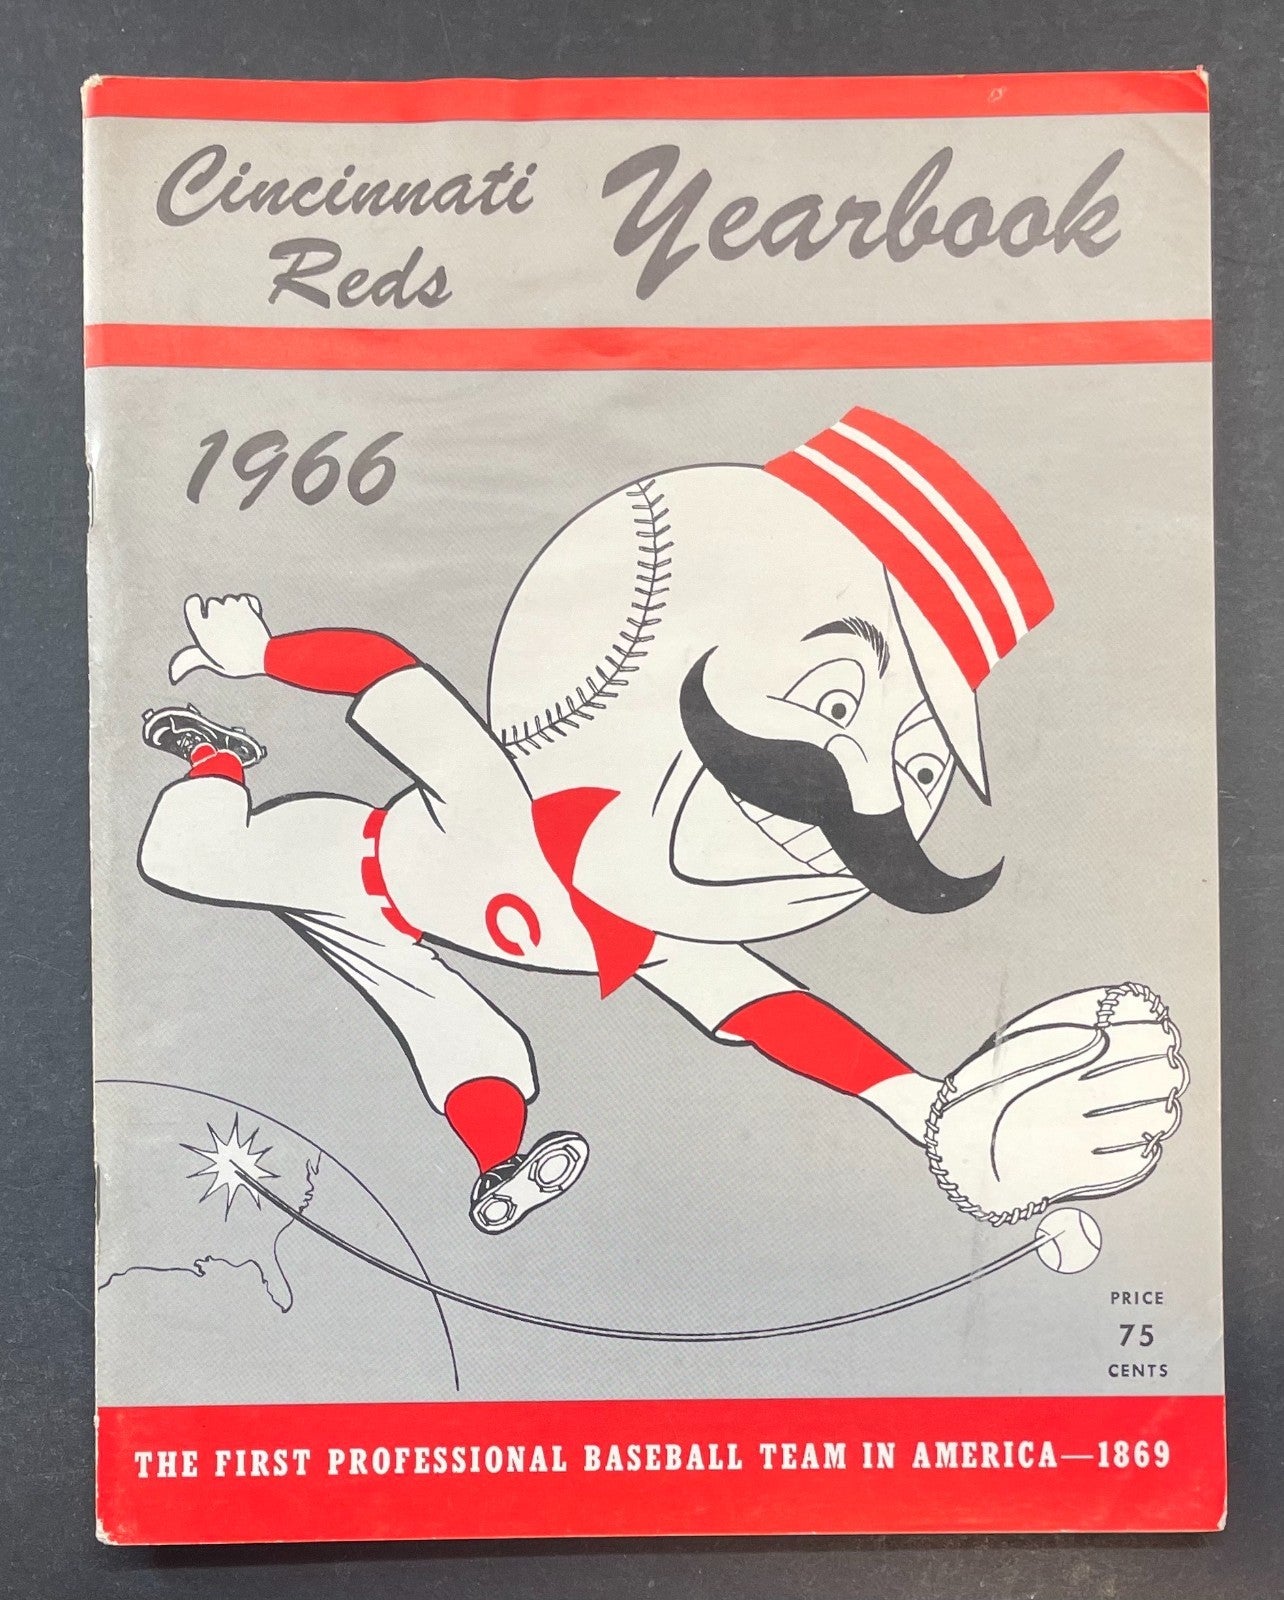 Cincinnati
Reds
Yearbook
1966
C
PRICE
75
CENTS
THE FIRST PROFESSIONAL BASEBALL TEAM IN AMERICA—1869